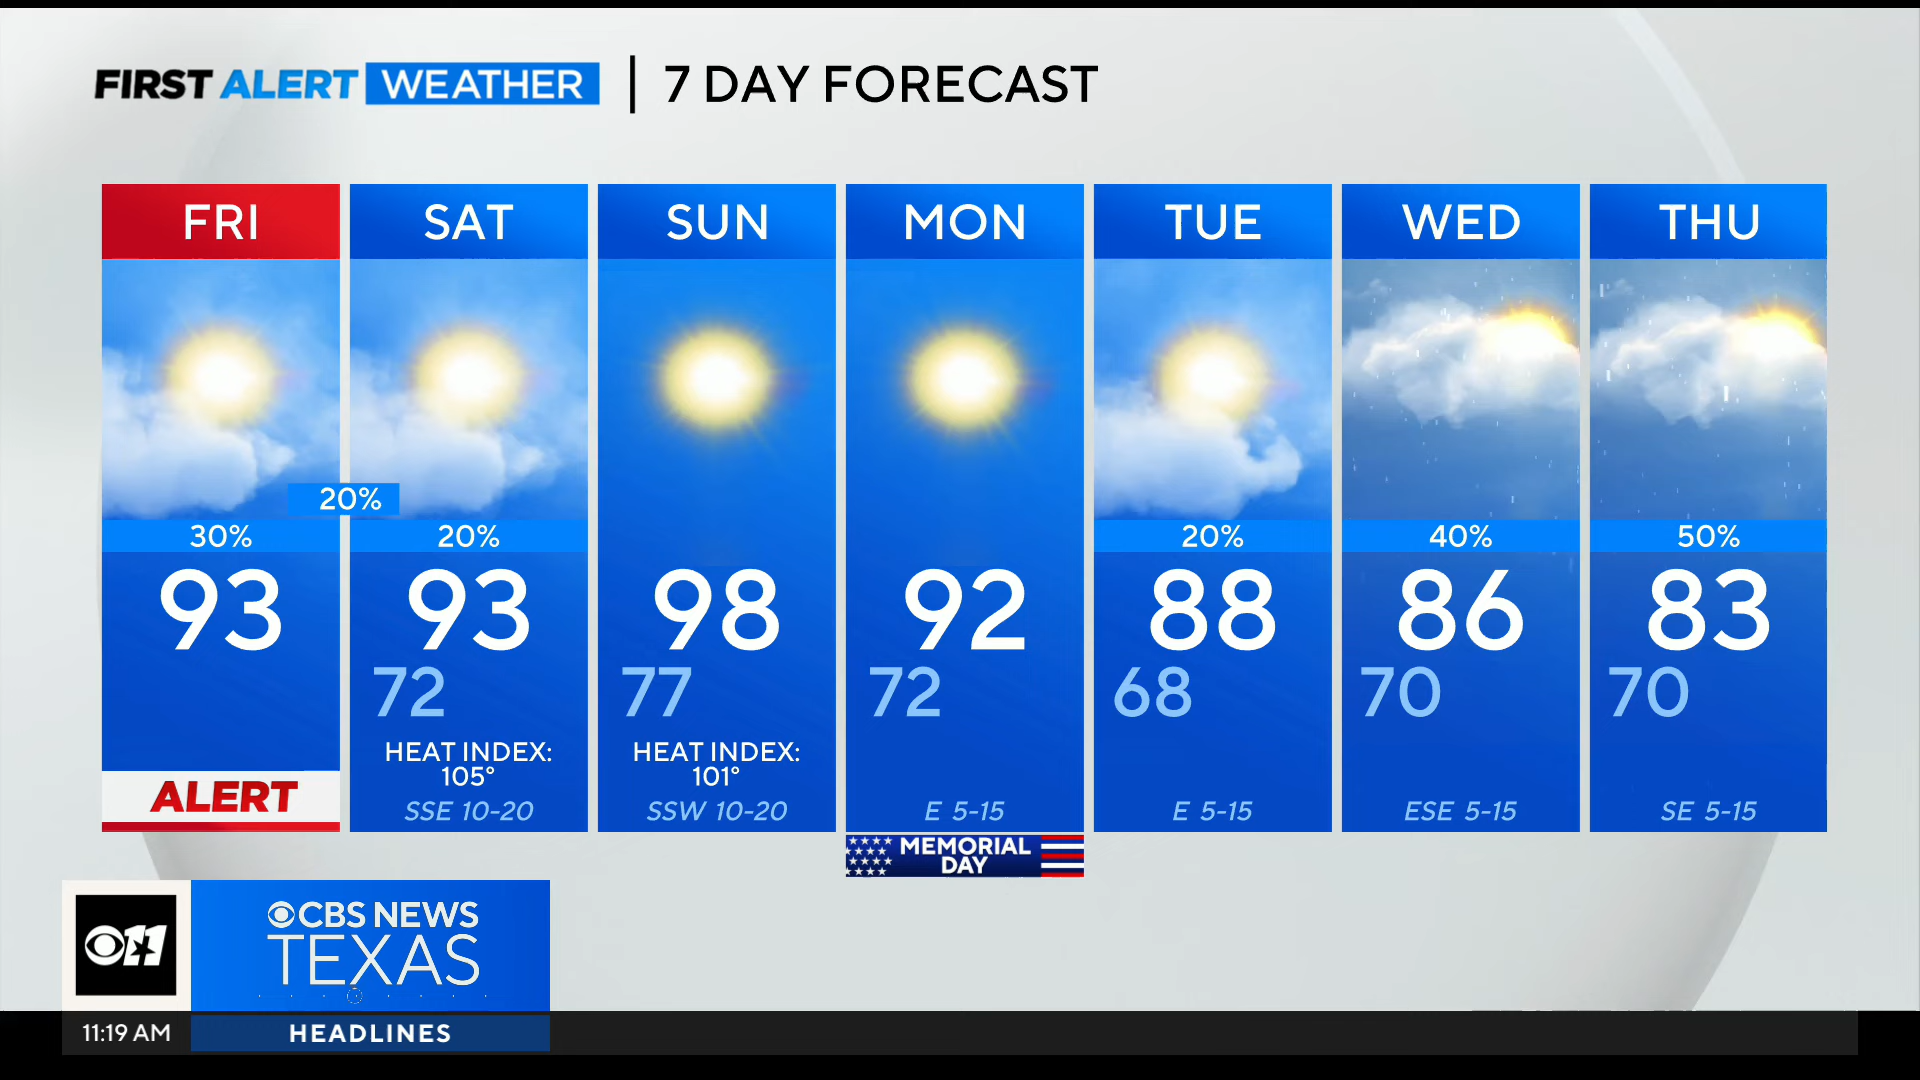 FIRST ALERT WEATHER | 7 DAY FORECAST
FRI SAT SUN MON TUE WED THU
20%
30% 20% 20% 40% 50%
93 93 98 92 88 86 83
72 77 72 68 70 70
HEAT INDEX: HEAT INDEX:
105° 101°
ALERT
SSE 10-20 SSW 10-20 E 5-15 E 5-15 ESE 5-15 SE 5-15
MEMORIAL
DAY
11
CBS NEWS
TEXAS
11:19 AM HEADLINES